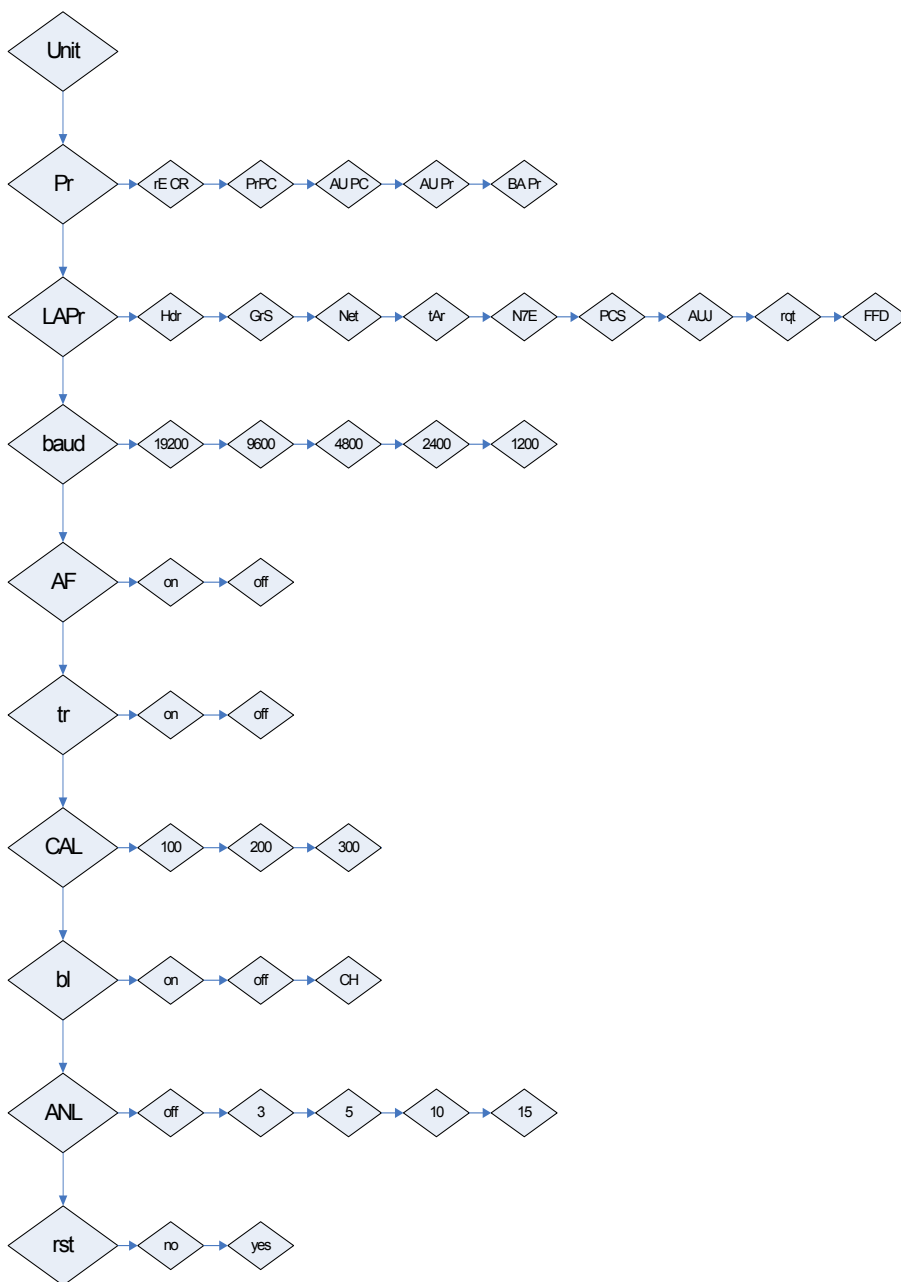 Unit
Pr rE CR PrPC AU PC AU Pr BA Pr
LAPr Hdr GrS Net tAr N7E PCS AUJ rqt FFD
baud 19200 9600 4800 2400 1200
AF on off
tr on off
CAL 100 200 300
bl on off CH
ANL off 3 5 10 15
rst no yes